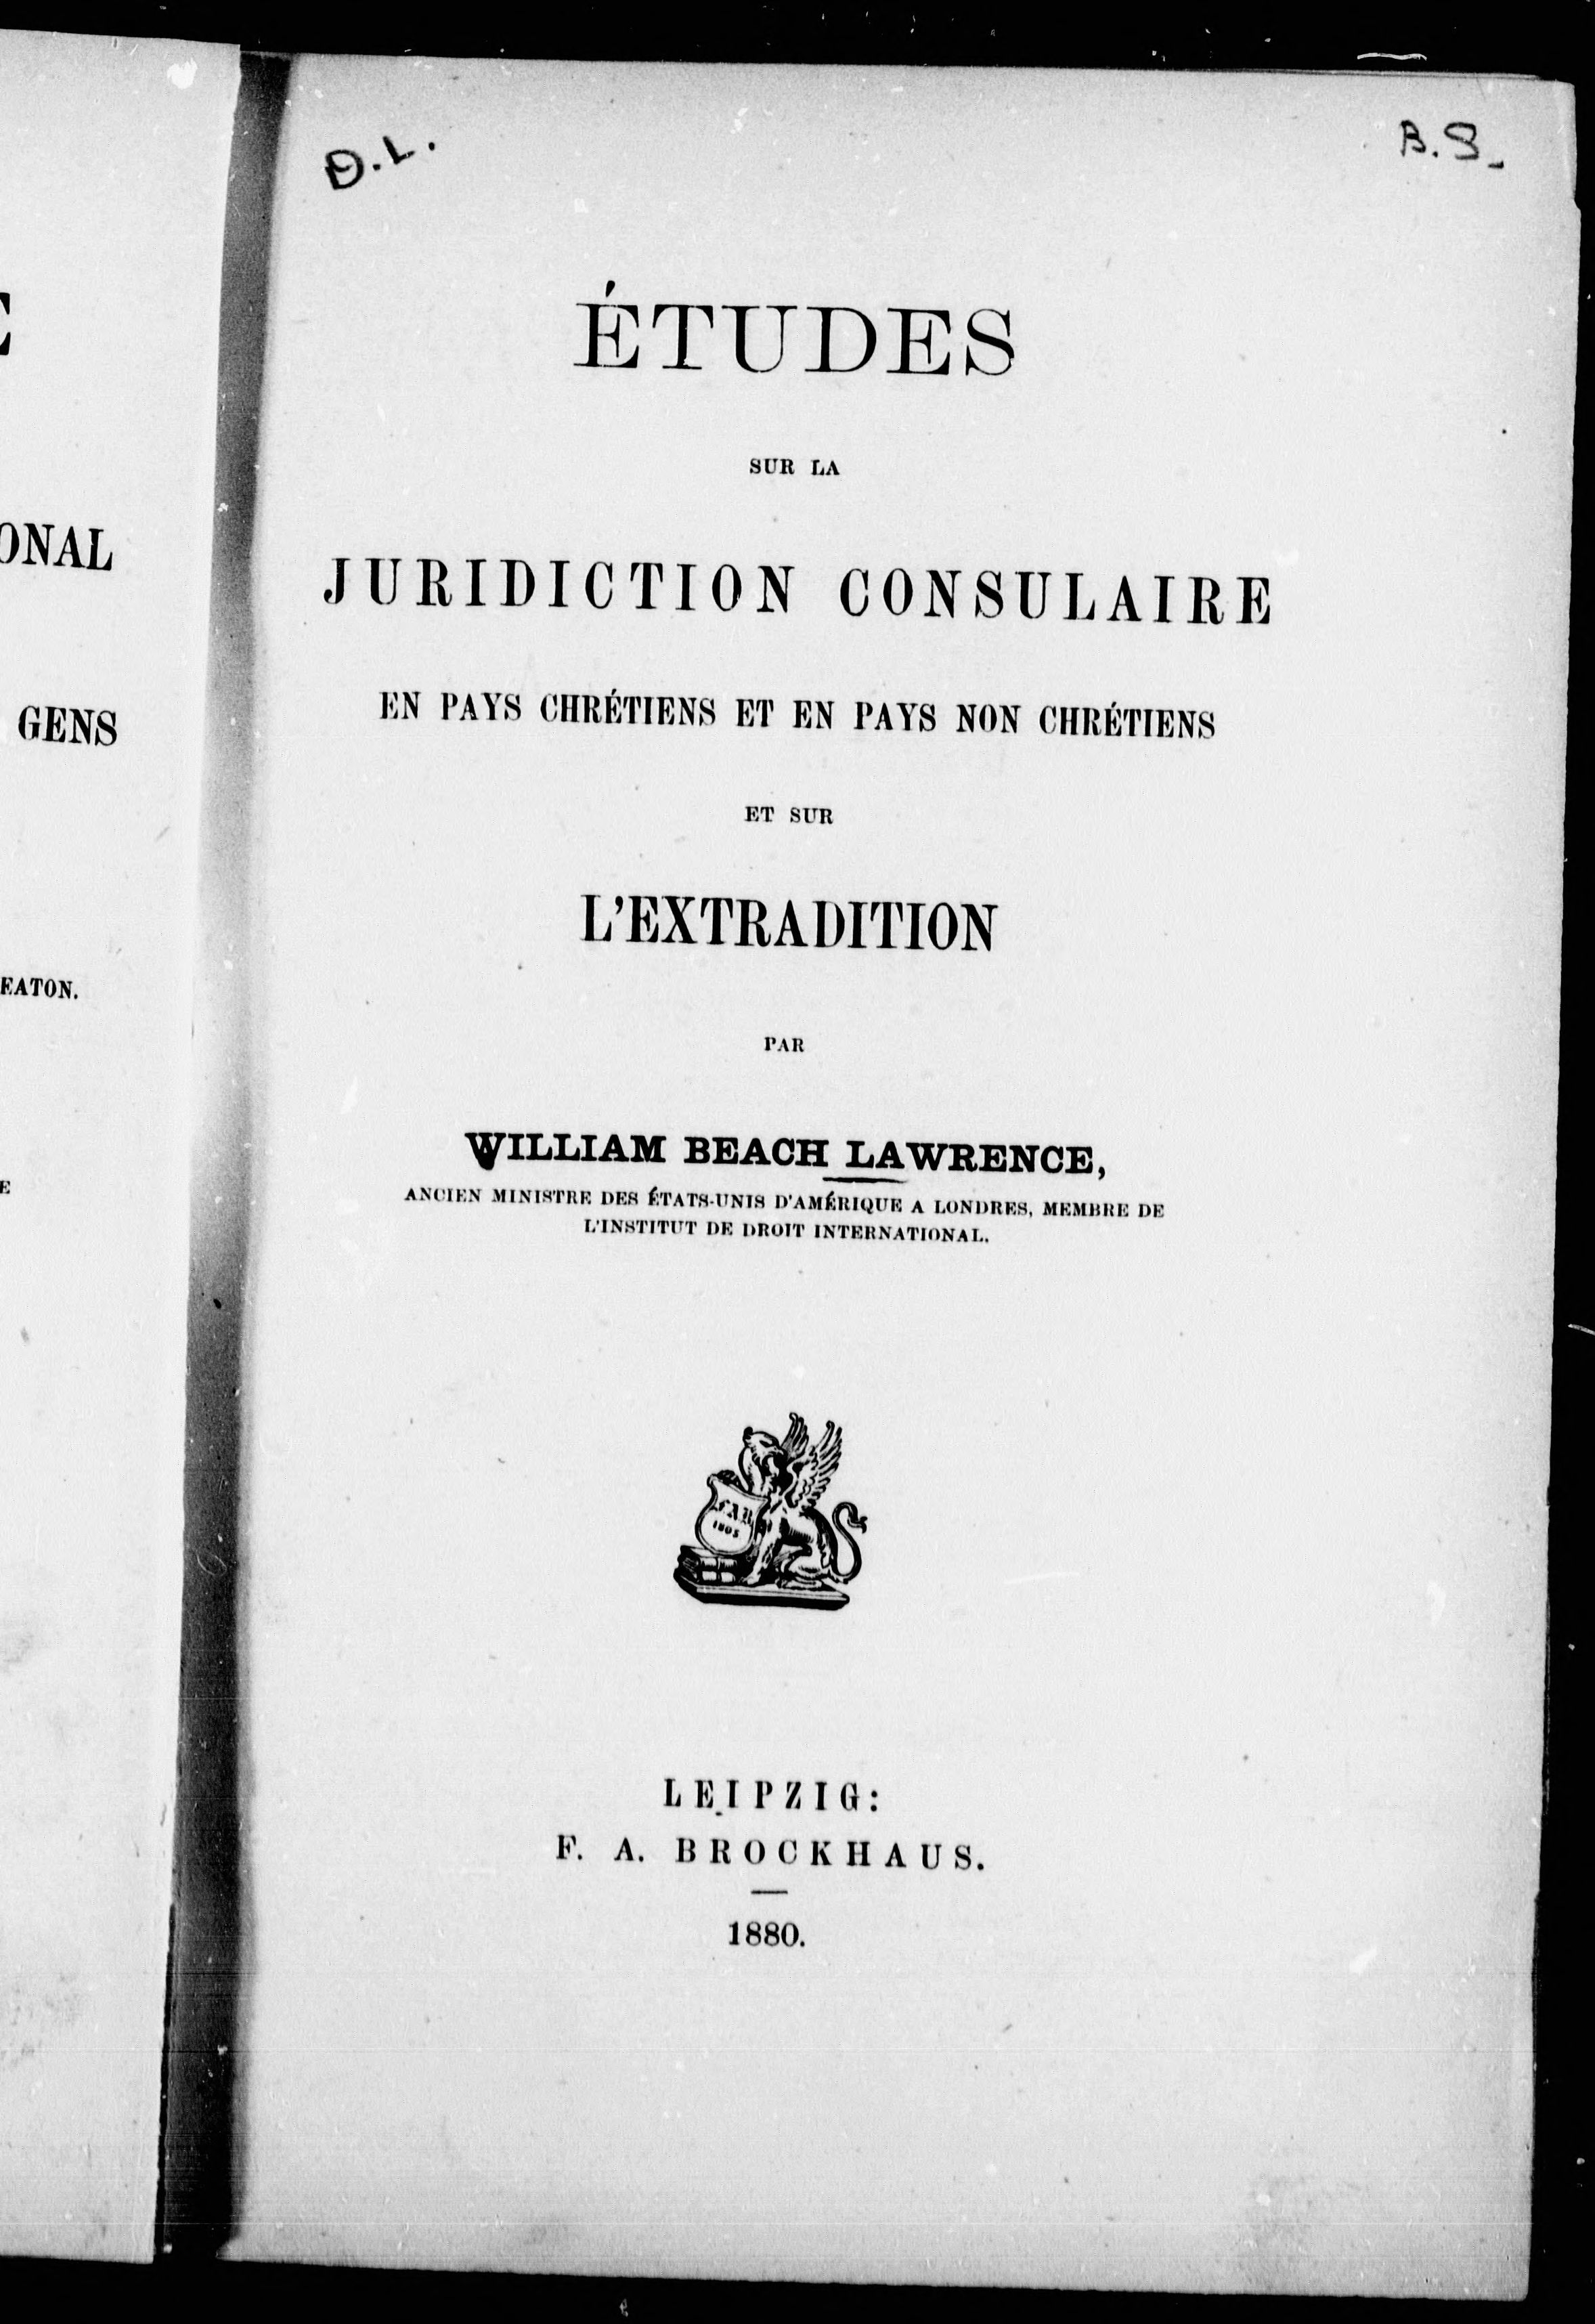 E
ONAL
GENS
EATON.
E
D.L.
B.S.
ÉTUDES
SUR LA
JURIDICTION CONSULAIRE
EN PAYS CHRÉTIENS ET EN PAYS NON CHRÉTIENS
ET SUR
L'EXTRADITION
PAR
WILLIAM BEACH LAWRENCE,
ANCIEN MINISTRE DES ÉTATS-UNIS D'AMÉRIQUE A LONDRES, MEMBRE DE
L'INSTITUT DE DROIT INTERNATIONAL.
FAB
1805
LEIPZIG:
F. A. BROCKHAUS.
1880.